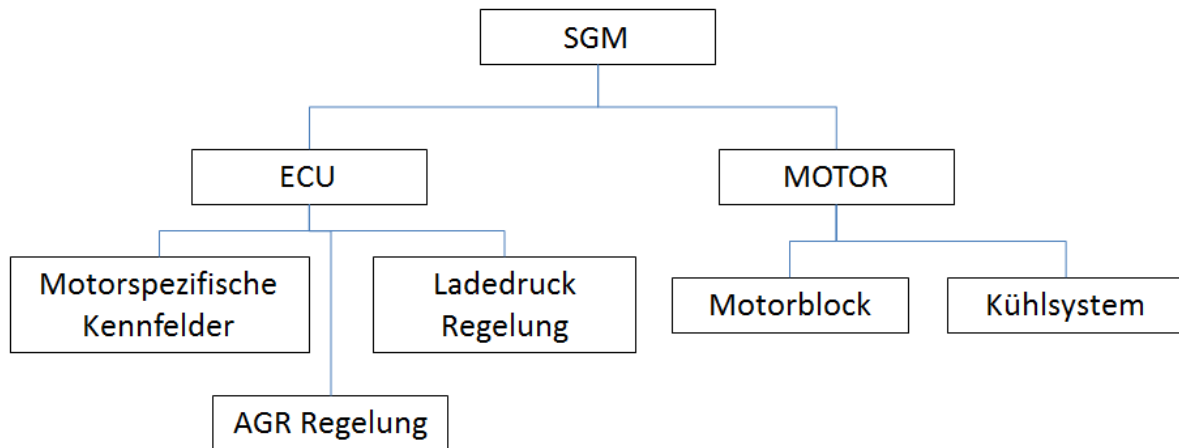 SGM
ECU
MOTOR
Motorspezifische
Kennfelder
Ladedruck
Regelung
Motorblock
Kühlsystem
AGR Regelung